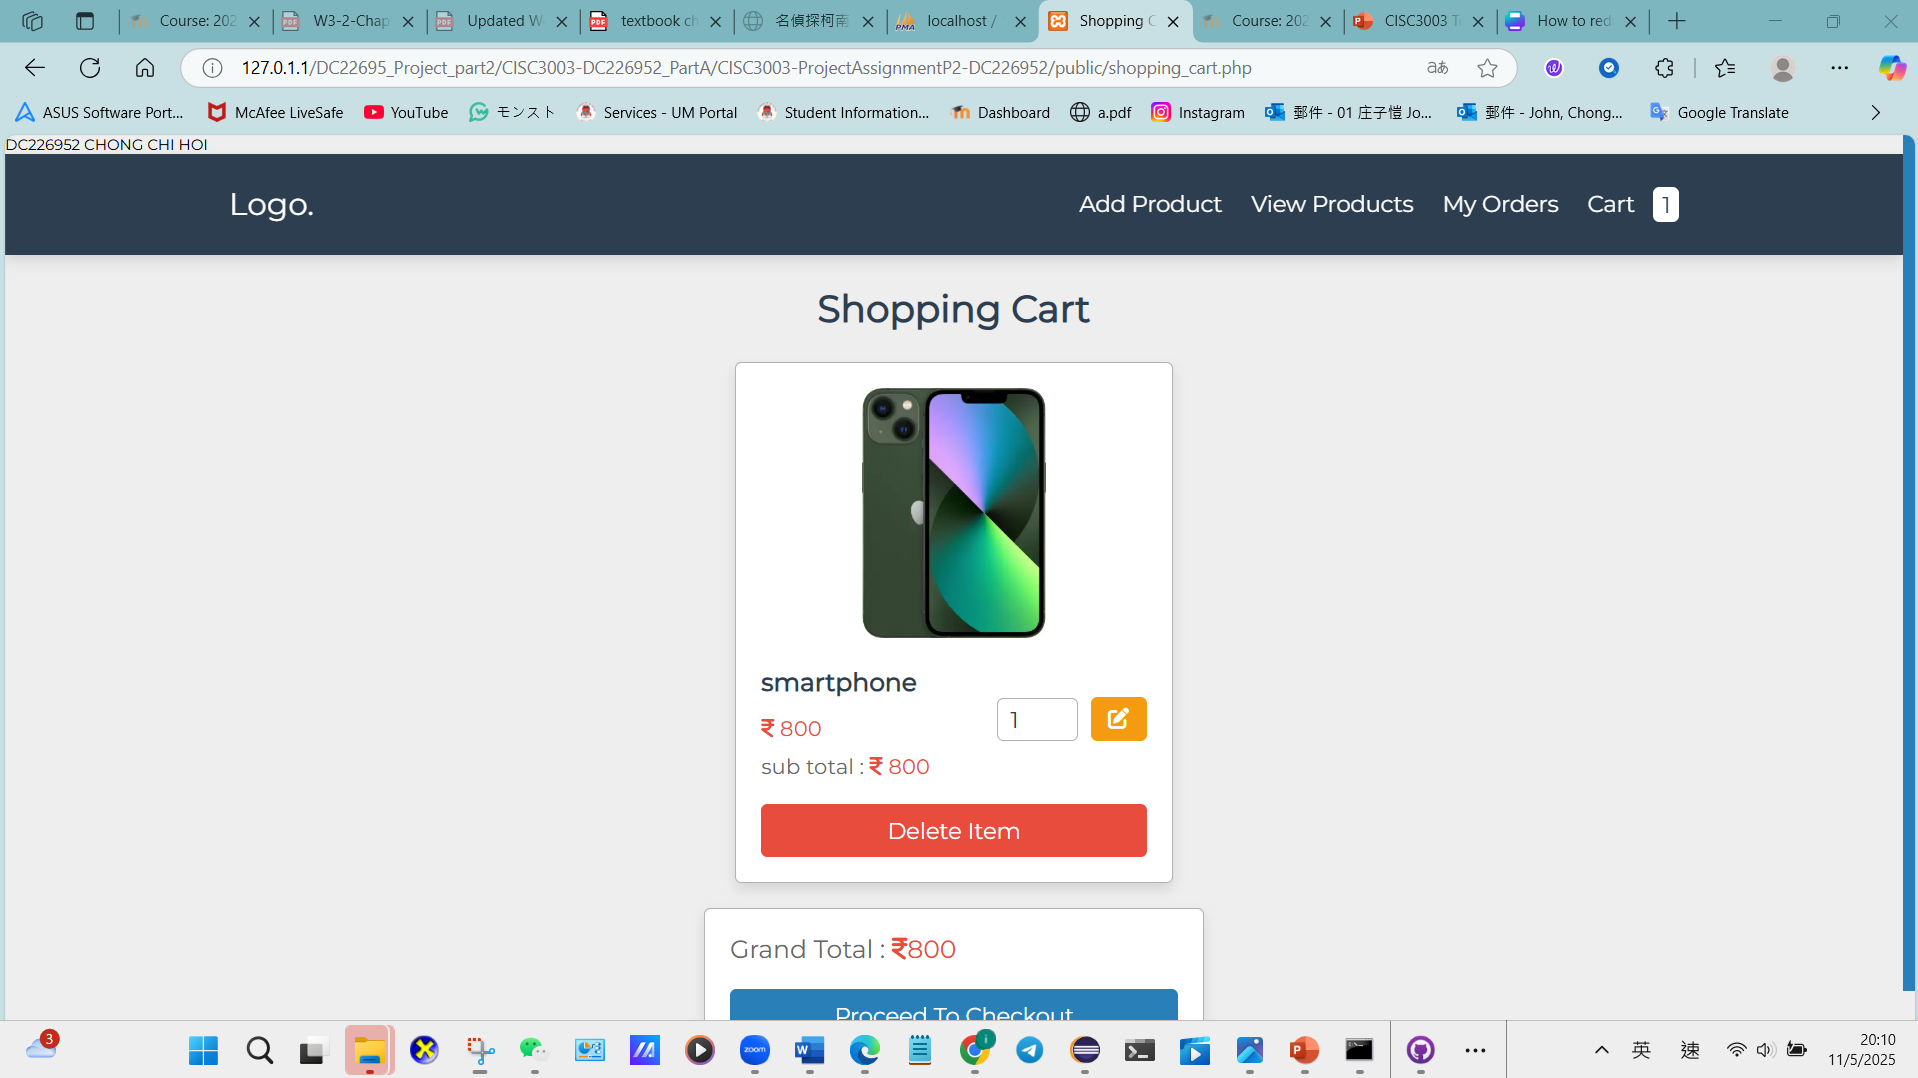 Course: 202
W3-2-Chap
Updated W
textbook ch
名偵探柯南
localhost /
Shopping C
Course: 202
CISC3003 T
How to red
127.0.1.1/DC22695_Project_part2/CISC3003-DC226952_PartA/CISC3003-ProjectAssignmentP2-DC226952/public/shopping_cart.php
ASUS Software Port...
McAfee LiveSafe
YouTube
モンスト
Services - UM Portal
Student Information...
Dashboard
a.pdf
Instagram
郵件 - 01 庄子愷 Jo...
郵件 - John, Chong...
Google Translate
DC226952 CHONG CHI HOI
Logo.
Add Product
View Products
My Orders
Cart 1
Shopping Cart
smartphone
₹ 800
1
sub total : ₹ 800
Delete Item
Grand Total : ₹800
Proceed To Checkout
3
zoom
英
速
20:10
11/5/2025